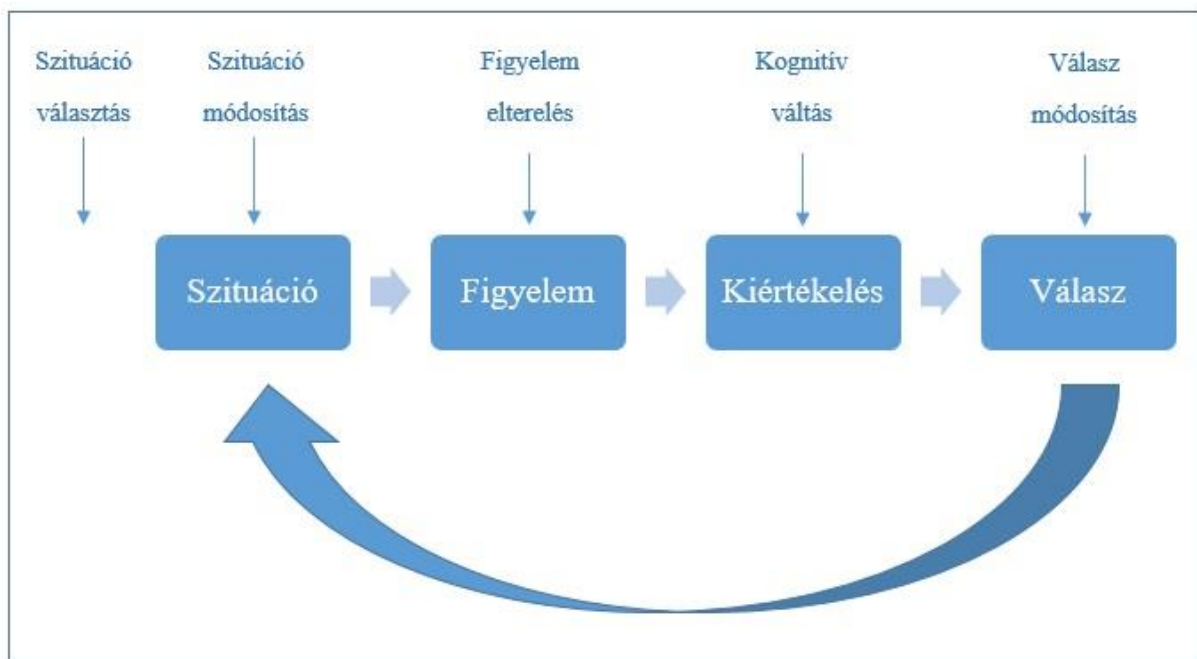 Szituáció
választás
Szituáció
módosítás
Figyelem
elterelés
Kognitív
váltás
Válasz
módosítás
Szituáció
Figyelem
Kiértékelés
Válasz